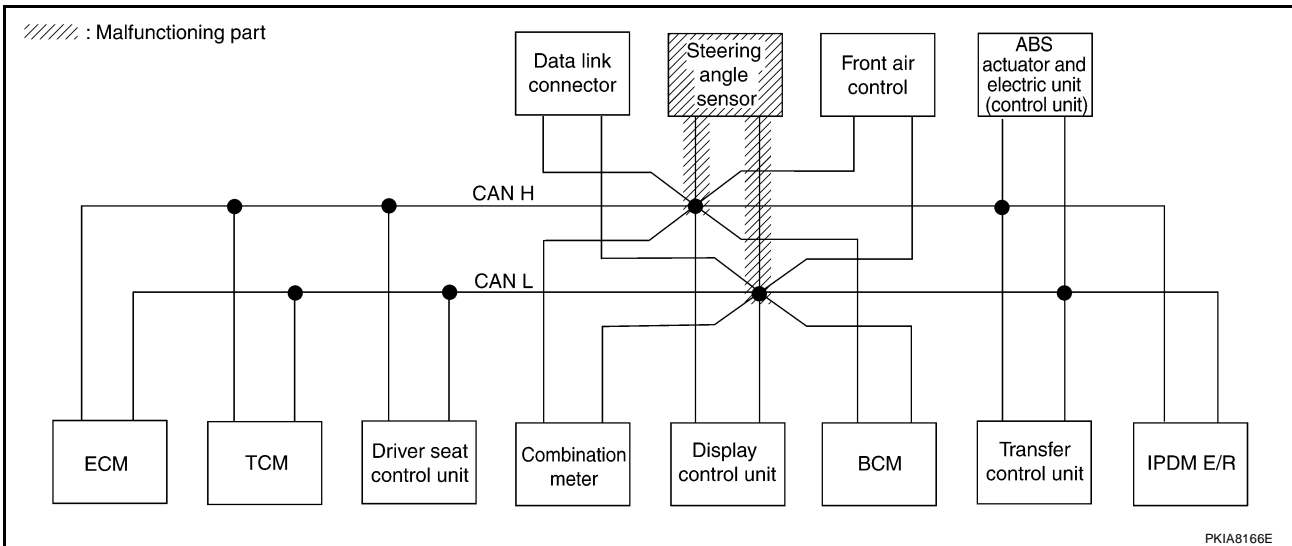 : Malfunctioning part
Data link
connector
Steering
angle
sensor
Front air
control
ABS
actuator and
electric unit
(control unit)
CAN H
CAN L
ECM
TCM
Driver seat
control unit
Combination
meter
Display
control unit
BCM
Transfer
control unit
IPDM E/R
PKIA8166E